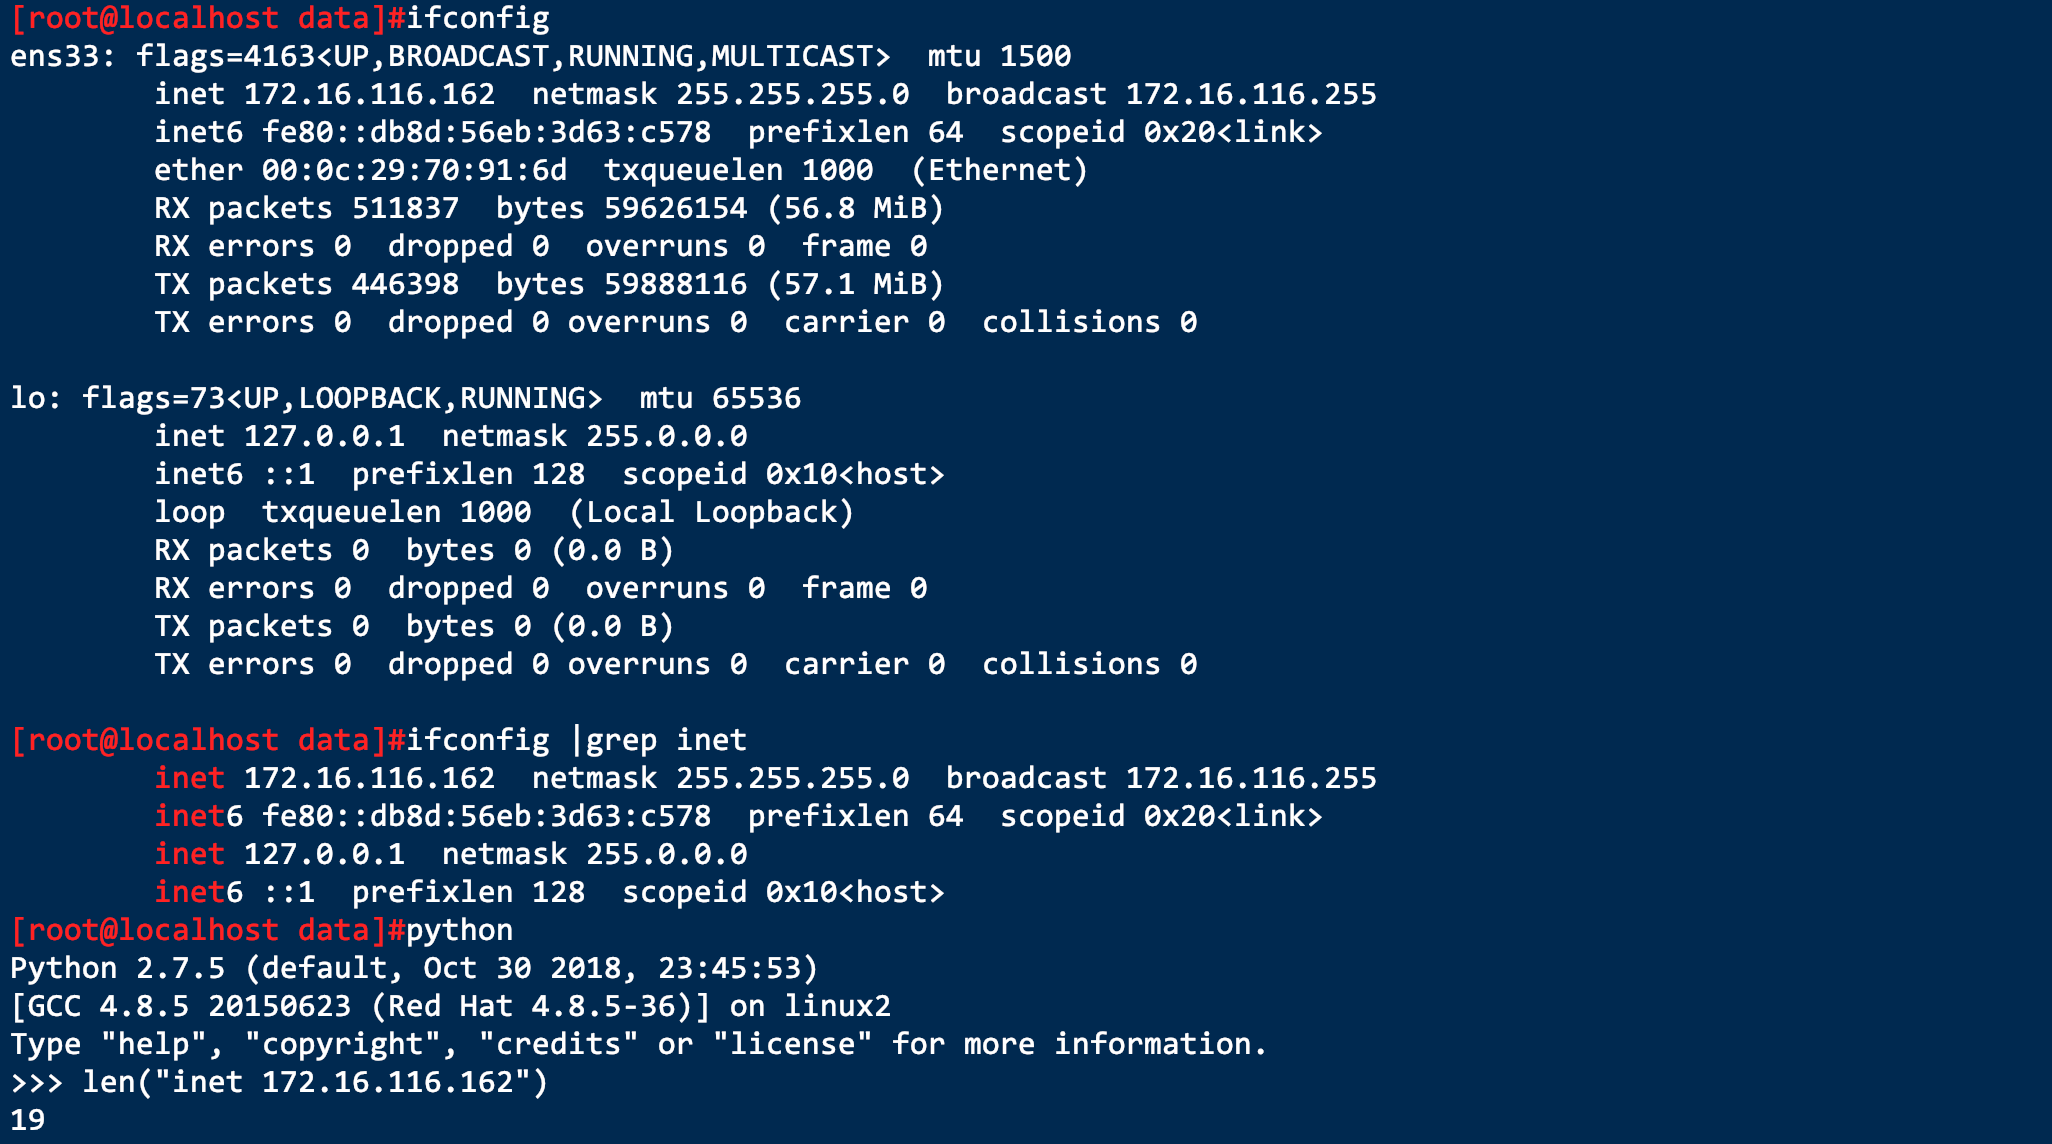 [root@localhost data]#ifconfig
ens33: flags=4163<UP,BROADCAST,RUNNING,MULTICAST>  mtu 1500
        inet 172.16.116.162  netmask 255.255.255.0  broadcast 172.16.116.255
        inet6 fe80::db8d:56eb:3d63:c578  prefixlen 64  scopeid 0x20<link>
        ether 00:0c:29:70:91:6d  txqueuelen 1000  (Ethernet)
        RX packets 511837  bytes 59626154 (56.8 MiB)
        RX errors 0  dropped 0  overruns 0  frame 0
        TX packets 446398  bytes 59888116 (57.1 MiB)
        TX errors 0  dropped 0 overruns 0  carrier 0  collisions 0

lo: flags=73<UP,LOOPBACK,RUNNING>  mtu 65536
        inet 127.0.0.1  netmask 255.0.0.0
        inet6 ::1  prefixlen 128  scopeid 0x10<host>
        loop  txqueuelen 1000  (Local Loopback)
        RX packets 0  bytes 0 (0.0 B)
        RX errors 0  dropped 0  overruns 0  frame 0
        TX packets 0  bytes 0 (0.0 B)
        TX errors 0  dropped 0 overruns 0  carrier 0  collisions 0

[root@localhost data]#ifconfig |grep inet
        inet 172.16.116.162  netmask 255.255.255.0  broadcast 172.16.116.255
        inet6 fe80::db8d:56eb:3d63:c578  prefixlen 64  scopeid 0x20<link>
        inet 127.0.0.1  netmask 255.0.0.0
        inet6 ::1  prefixlen 128  scopeid 0x10<host>
[root@localhost data]#python
Python 2.7.5 (default, Oct 30 2018, 23:45:53)
[GCC 4.8.5 20150623 (Red Hat 4.8.5-36)] on linux2
Type "help", "copyright", "credits" or "license" for more information.
>>> len("inet 172.16.116.162")
19